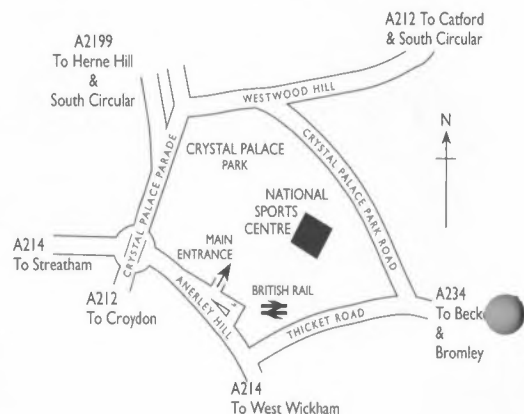 A2199
To Herne Hill
&
South Circular
A212 To Catford
& South Circular
WESTWOOD HILL
CRYSTAL PALACE
PARK
CRYSTAL PALACE PARADE
CRYSTAL PALACE PARK ROAD
N
NATIONAL
SPORTS
CENTRE
MAIN
ENTRANCE
A214
To Streatham
A212
To Croydon
ANERLEY HILL
BRITISH RAIL
THICKET ROAD
A234
To
&
Bromley
A214
To West Wickham